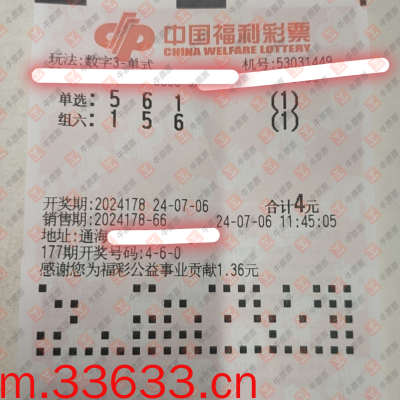 中国福利彩票
CHINA WELFARE LOTTERY
玩法:数字3-单式 机号:53031449
单选: 5 6 1 (1)
组六: 1 5 6 (1)
开奖期:2024178 24-07-06 合计4元
销售期:2024178-66 24-07-06 11:45:05
地址:通海
177期开奖号码:4-6-0
感谢您为福彩公益事业贡献1.36元
m.33633.cn